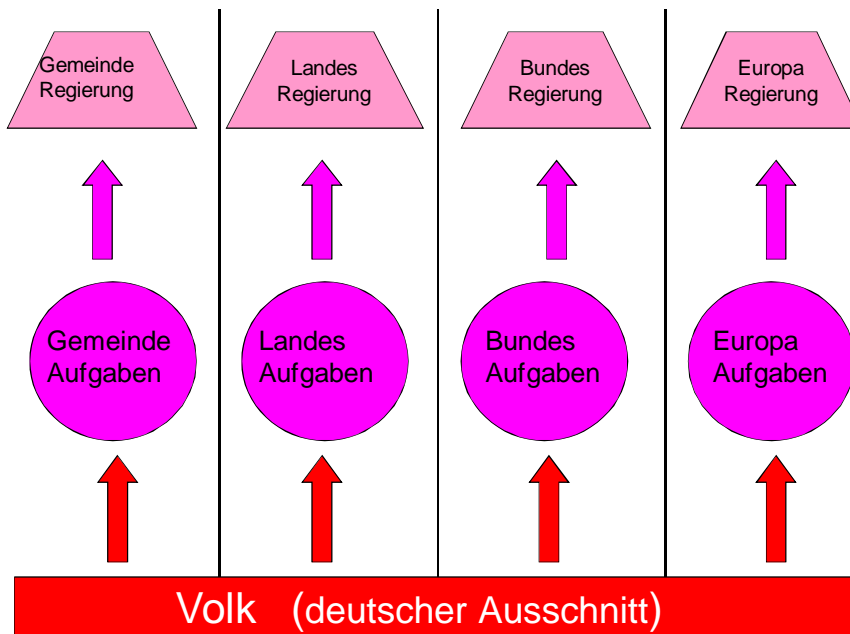 Gemeinde
Regierung
Landes
Regierung
Bundes
Regierung
Europa
Regierung
Gemeinde
Aufgaben
Landes
Aufgaben
Bundes
Aufgaben
Europa
Aufgaben
Volk (deutscher Ausschnitt)